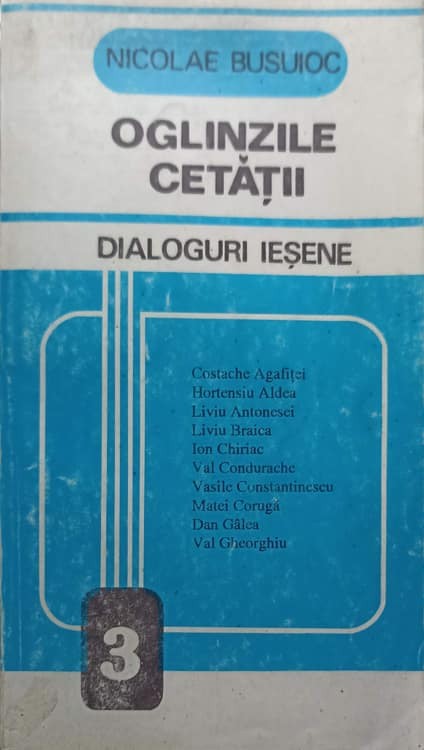 NICOLAE BUSUIOC
OGLINZILE
CETĂȚII
DIALOGURI IEȘENE
Costache Agafiței
Hortensiu Aldea
Liviu Antonesei
Liviu Braica
Ion Chiriac
Val Condurache
Vasile Constantinescu
Matei Corugă
Dan Gâlea
Val Gheorghiu
3